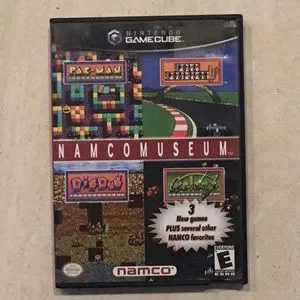 NINTENDO
GAMECUBE
PAC-MAN
POLE
POSITION
NAMCOMUSEUM
DIG DUG
Galaga
3
New games
PLUS several other
NAMCO favorites
namco
EVERYONE
E
ESRB